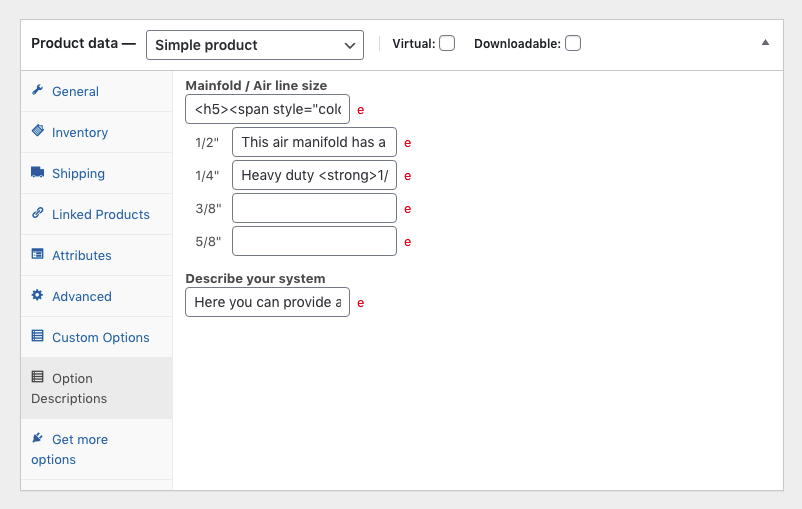 Product data — Simple product Virtual: Downloadable:
General
Inventory
Shipping
Linked Products
Attributes
Advanced
Custom Options
Option
Descriptions
Get more
options
Mainfold / Air line size
<h5><span style="colo e
1/2" This air manifold has a e
1/4" Heavy duty <strong>1/ e
3/8" e
5/8" e
Describe your system
Here you can provide a e